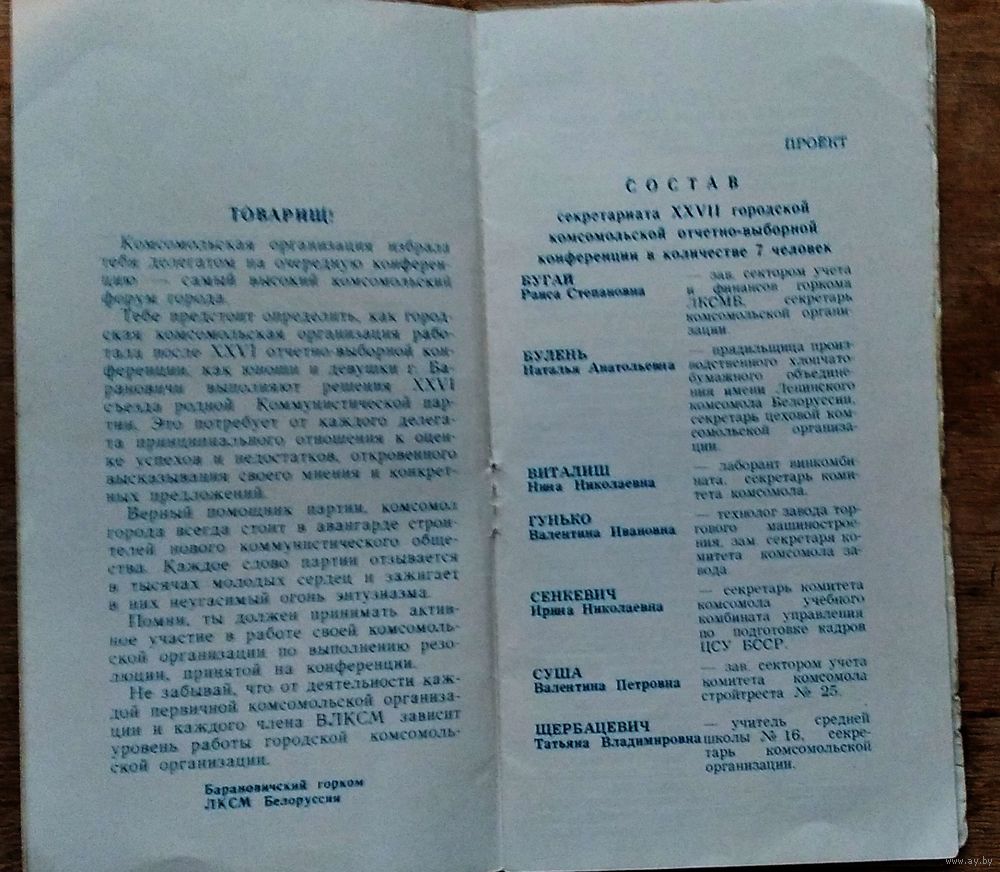 ТОВАРИЩ!
Комсомольская организация избрала
тебя делегатом на очередную конферен-
цию — самый высокий комсомольский
форум города.
Тебе предстоит определить, как город-
ская комсомольская организация рабо-
тала после XXVI отчетно-выборной кон-
ференции, как юноши и девушки г. Ба-
рановичи выполняют решения XXVI
съезда родной Коммунистической пар-
тии. Это потребует от каждого делега-
та принципиального отношения к оцен-
ке успехов и недостатков, откровенного
высказывания своего мнения и конкрет-
ных предложений.
Верный помощник партии, комсомол
города всегда стоит в авангарде строи-
телей нового коммунистического обще-
ства. Каждое слово партии отзывается
в тысячах молодых сердец и зажигает
в них неугасимый огонь энтузиазма.
Помни, ты должен принимать актив-
ное участие в работе своей комсомоль-
ской организации по выполнению резо-
люции, принятой на конференции.
Не забывай, что от деятельности каж-
дой первичной комсомольской организа-
ции и каждого члена ВЛКСМ зависит
уровень работы городской комсомоль-
ской организации.
Барановичский горком
ЛКСМ Белоруссии
ПРОЕКТ
СОСТАВ
секретариата XXVII городской
комсомольской отчетно-выборной
конференции в количестве 7 человек
БУГАЙ
Раиса Степановна
— зав. сектором учета
и финансов горкома
ЛКСМБ, секретарь
комсомольской органи-
зации.
БУЛЕНЬ
Наталья Анатольевна
— прядильщица произ-
водственного хлопчато
бумажного объедине-
ния имени Ленинского
комсомола Белоруссии,
секретарь цеховой ком-
сомольской организа-
ции.
ВИТАЛИШ
Нина Николаевна
— лаборант винкомби-
ната, секретарь коми-
тета комсомола.
ГУНЬКО
Валентина Ивановна
— технолог завода тор-
гового машинострое-
ния, зам. секретаря ко-
митета комсомола за-
вода
СЕНКЕВИЧ
Ирина Николаевна
— секретарь комитета
комсомола учебного
комбината управления
по подготовке кадров
ЦСУ БССР.
СУША
Валентина Петровна
— зав. сектором учета
комитета комсомола
стройтреста № 25.
ЩЕРБАЦЕВИЧ
Татьяна Владимировна
— учитель средней
школы № 16, секре-
тарь комсомольской
организации.
www.ay.by